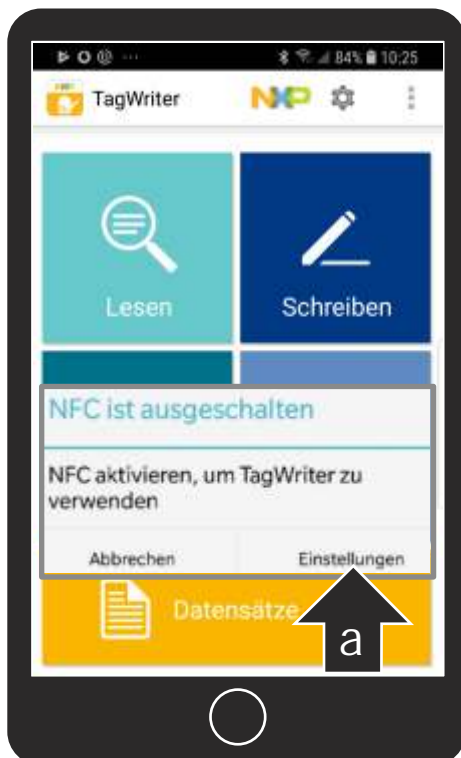 84% 10:25
TagWriter NXP
Lesen Schreiben
NFC ist ausgeschalten
NFC aktivieren, um TagWriter zu
verwenden
Abbrechen Einstellungen
Datensätze
a